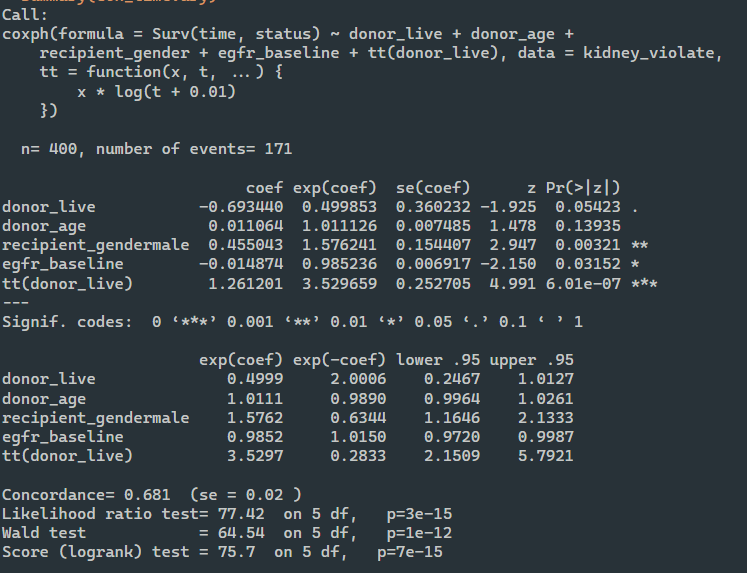 Call:
coxph(formula = Surv(time, status) ~ donor_live + donor_age +
    recipient_gender + egfr_baseline + tt(donor_live), data = kidney_violate,
    tt = function(x, t, ...) {
        x * log(t + 0.01)
    })
  n= 400, number of events= 171
                           coef exp(coef)  se(coef)      z Pr(>|z|)
donor_live            -0.693440  0.499853  0.360232 -1.925  0.05423 .
donor_age              0.011064  1.011126  0.007485  1.478  0.13935
recipient_gendermale   0.455043  1.576241  0.154407  2.947  0.00321 **
egfr_baseline         -0.014874  0.985236  0.006917 -2.150  0.03152 *
tt(donor_live)         1.261201  3.529659  0.252705  4.991 6.01e-07 ***
---
Signif. codes:  0 ‘***’ 0.001 ‘**’ 0.01 ‘*’ 0.05 ‘.’ 0.1 ‘ ’ 1
                     exp(coef) exp(-coef) lower .95 upper .95
donor_live              0.4999     2.0006    0.2467    1.0127
donor_age               1.0111     0.9890    0.9964    1.0261
recipient_gendermale    1.5762     0.6344    1.1646    2.1333
egfr_baseline           0.9852     1.0150    0.9720    0.9987
tt(donor_live)          3.5297     0.2833    2.1509    5.7921
Concordance= 0.681  (se = 0.02 )
Likelihood ratio test= 77.42  on 5 df,   p=3e-15
Wald test            = 64.54  on 5 df,   p=1e-12
Score (logrank) test = 75.7  on 5 df,   p=7e-15